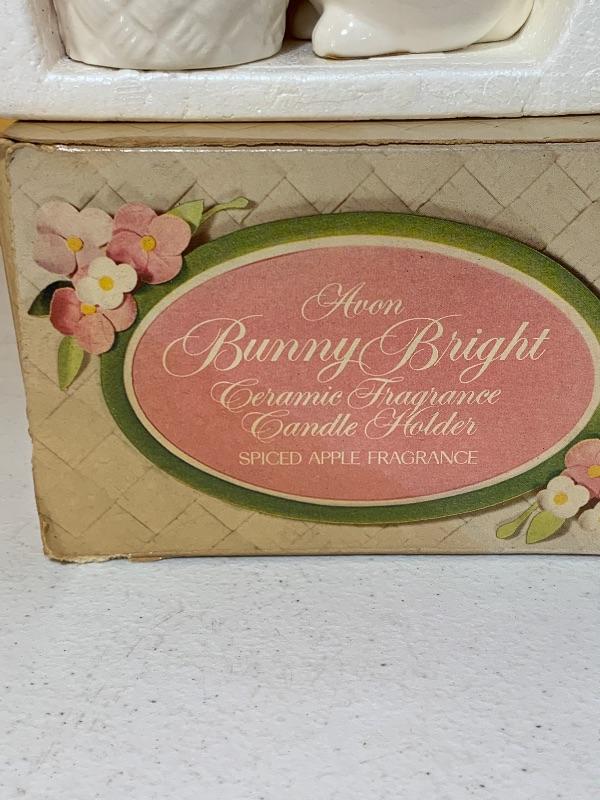 Avon
Bunny Bright
Ceramic Fragrance
Candle Holder
SPICED APPLE FRAGRANCE